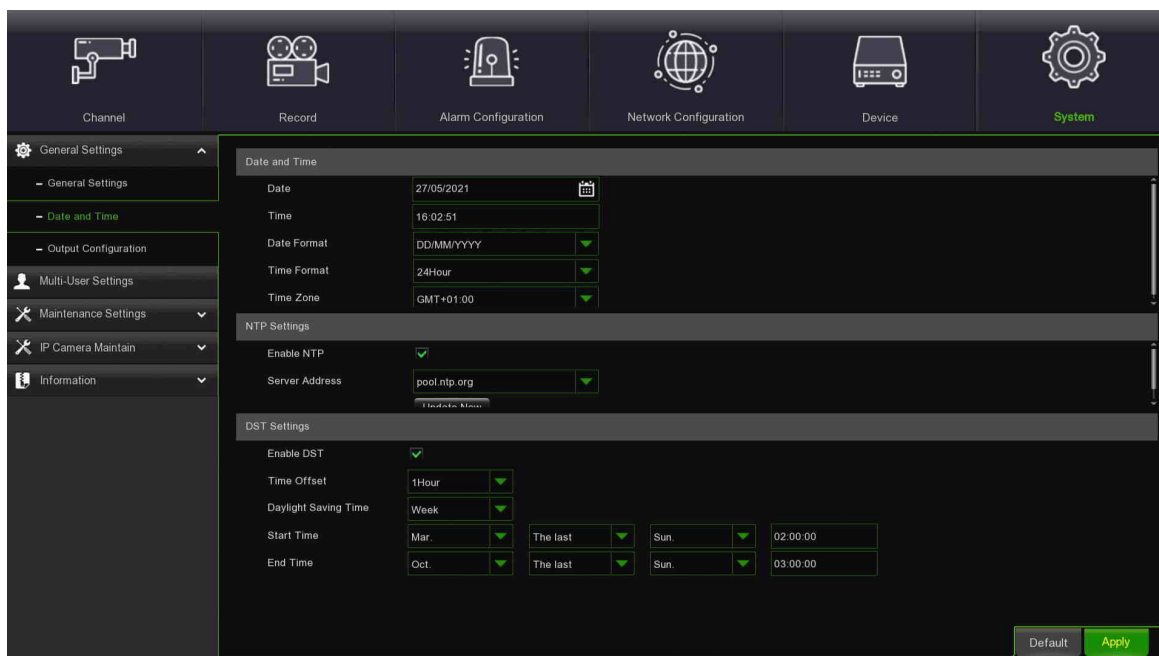 Channel
Record
Alarm Configuration
Network Configuration
Device
System
General Settings
General Settings
Date and Time
Output Configuration
Multi-User Settings
Maintenance Settings
IP Camera Maintain
Information
Date and Time
Date 27/05/2021
Time 16:02:51
Date Format DD/MM/YYYY
Time Format 24Hour
Time Zone GMT+01:00
NTP Settings
Enable NTP
Server Address pool.ntp.org
Update Now
DST Settings
Enable DST
Time Offset 1Hour
Daylight Saving Time Week
Start Time Mar. The last Sun. 02:00:00
End Time Oct. The last Sun. 03:00:00
Default Apply